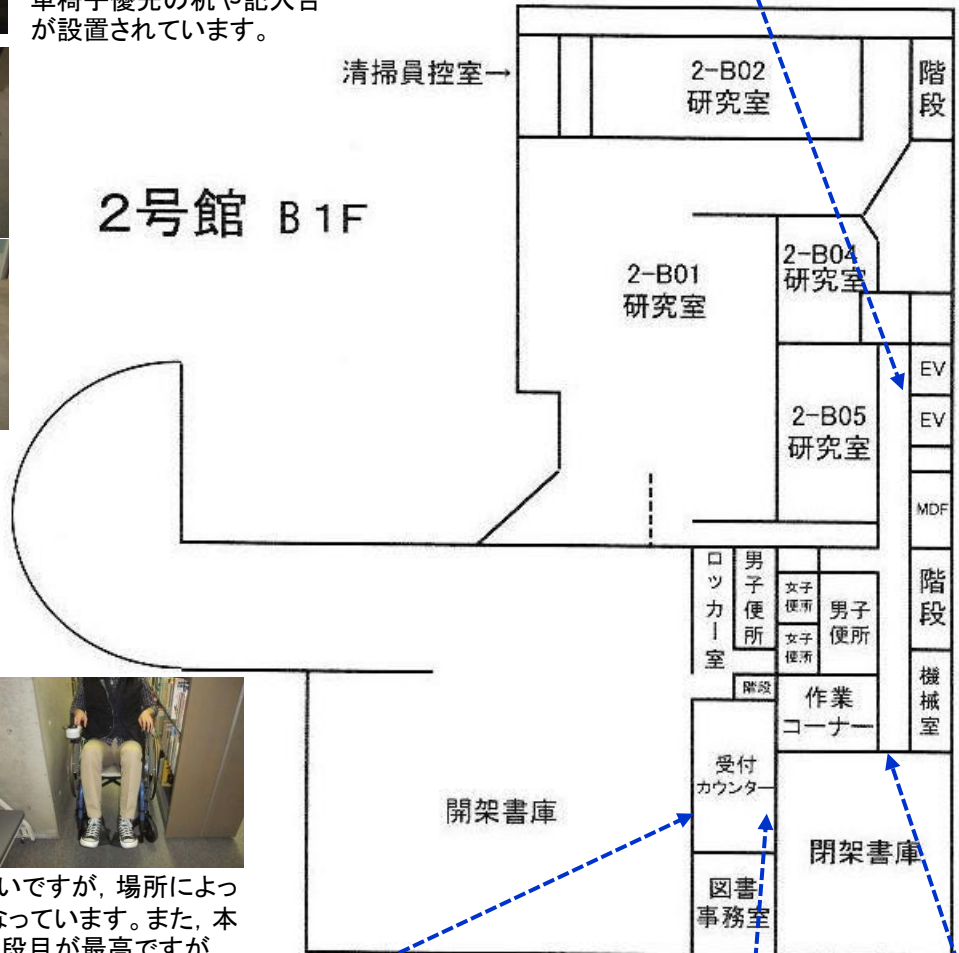 車椅子優先の机や記入台
が設置されています。
清掃員控室→
2-B02
研究室
階段
2号館 B1F
2-B01
研究室
2-B04
研究室
EV
2-B05
研究室
EV
MDF
ロッカー室
男子便所
女子
便所
男子
便所
階段
女子
便所
階段
作業
コーナー
機械室
受付
カウンター
開架書庫
閉架書庫
図書
事務室
いですが, 場所によっ
なっています。また, 本
段目が最高ですが